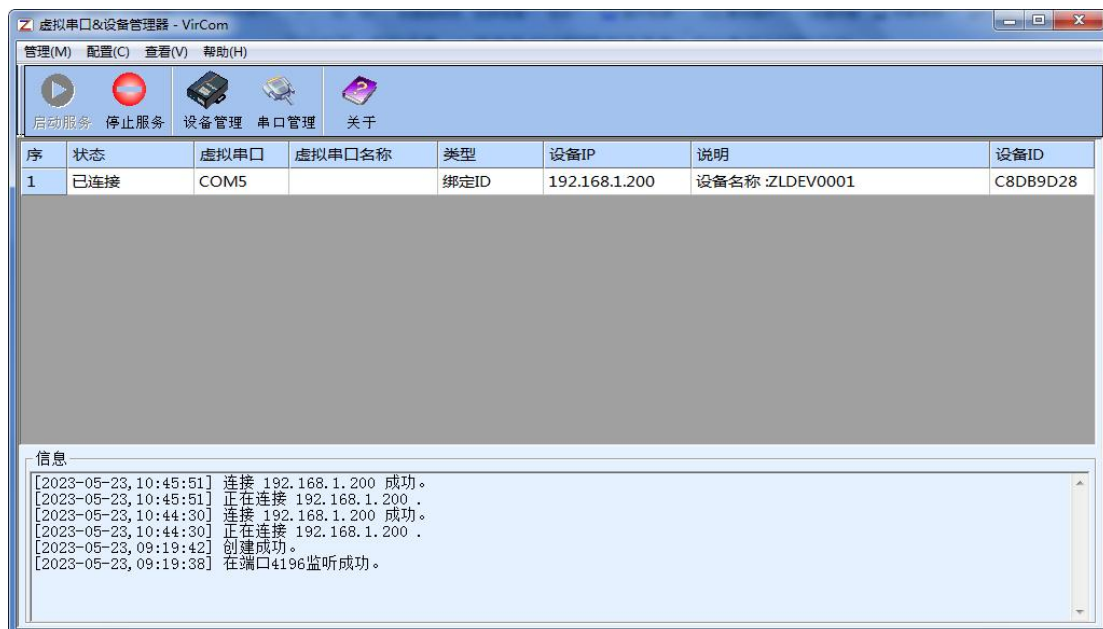 Z 虚拟串口&设备管理器 - VirCom
管理(M) 配置(C) 查看(V) 帮助(H)
启动服务 停止服务 设备管理 串口管理 关于
序 状态 虚拟串口 虚拟串口名称 类型 设备IP 说明 设备ID
1 已连接 COM5 绑定ID 192.168.1.200 设备名称:ZLDEV0001 C8DB9D28
信息
[2023-05-23,10:45:51] 连接 192.168.1.200 成功。
[2023-05-23,10:45:51] 正在连接 192.168.1.200 .
[2023-05-23,10:44:30] 连接 192.168.1.200 成功。
[2023-05-23,10:44:30] 正在连接 192.168.1.200 .
[2023-05-23,09:19:42] 创建成功。
[2023-05-23,09:19:38] 在端口4196监听成功。